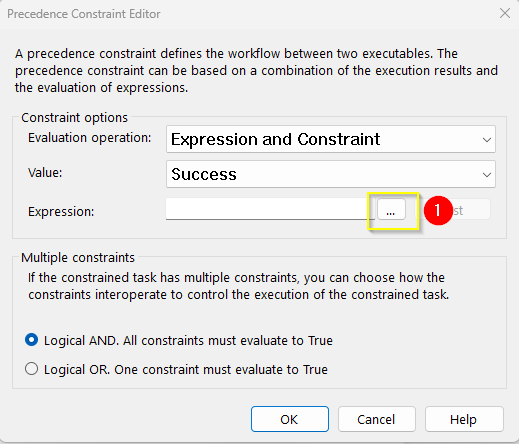 Precedence Constraint Editor
A precedence constraint defines the workflow between two executables. The
precedence constraint can be based on a combination of the execution results and
the evaluation of expressions.
Constraint options
Evaluation operation: Expression and Constraint
Value: Success
Expression: ... 1
Multiple constraints
If the constrained task has multiple constraints, you can choose how the
constraints interoperate to control the execution of the constrained task.
Logical AND. All constraints must evaluate to True
Logical OR. One constraint must evaluate to True
OK Cancel Help